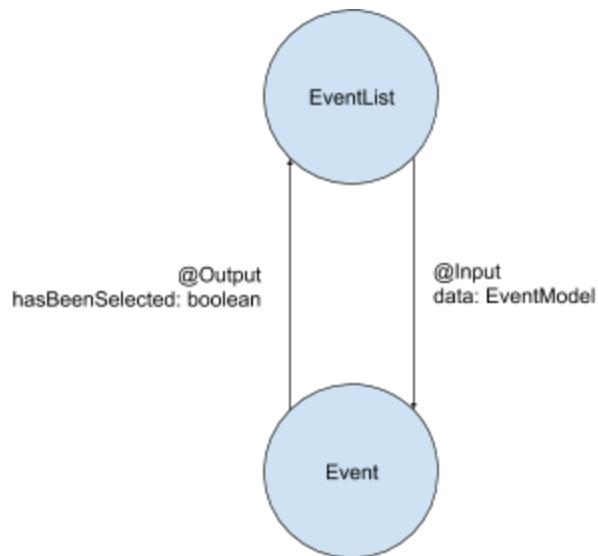 EventList
@Output
hasBeenSelected: boolean
@Input
data: EventModel
Event